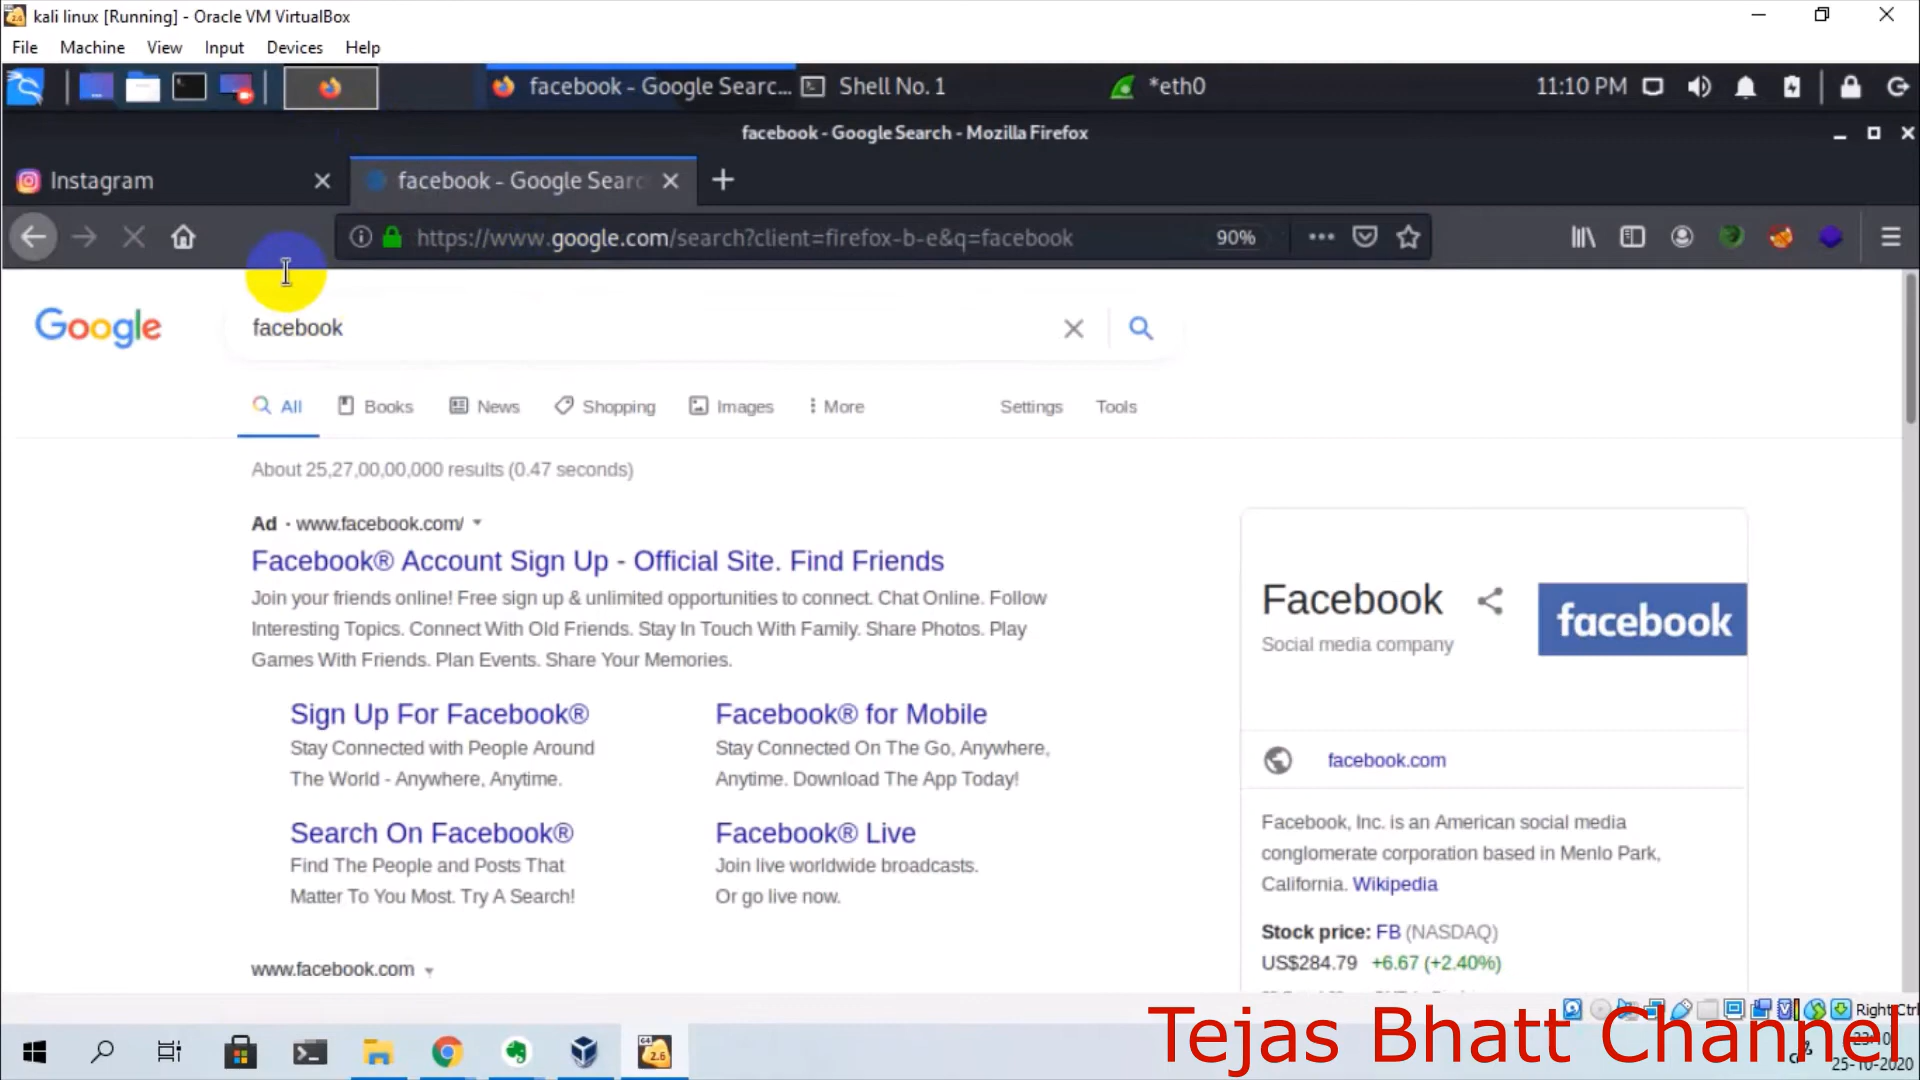 kali linux [Running] - Oracle VM VirtualBox
File Machine View Input Devices Help
facebook - Google Searc... Shell No. 1 *eth0 11:10 PM
facebook - Google Search - Mozilla Firefox
Instagram facebook - Google Searc
https://www.google.com/search?client=firefox-b-e&q=facebook 90%
Google facebook
All Books News Shopping Images More Settings Tools
About 25,27,00,00,000 results (0.47 seconds)
Ad · www.facebook.com/
Facebook® Account Sign Up - Official Site. Find Friends
Join your friends online! Free sign up & unlimited opportunities to connect. Chat Online. Follow
Interesting Topics. Connect With Old Friends. Stay In Touch With Family. Share Photos. Play
Games With Friends. Plan Events. Share Your Memories.
Sign Up For Facebook®
Stay Connected with People Around
The World - Anywhere, Anytime.
Facebook® for Mobile
Stay Connected On The Go, Anywhere,
Anytime. Download The App Today!
Search On Facebook®
Find The People and Posts That
Matter To You Most. Try A Search!
Facebook® Live
Join live worldwide broadcasts.
Or go live now.
www.facebook.com
Facebook
Social media company
facebook
facebook.com
Facebook, Inc. is an American social media
conglomerate corporation based in Menlo Park,
California. Wikipedia
Stock price: FB (NASDAQ)
US$284.79 +6.67 (+2.40%)
Right Ctrl
Tejas Bhatt Channel
64
2.6
23:10
25-10-2020